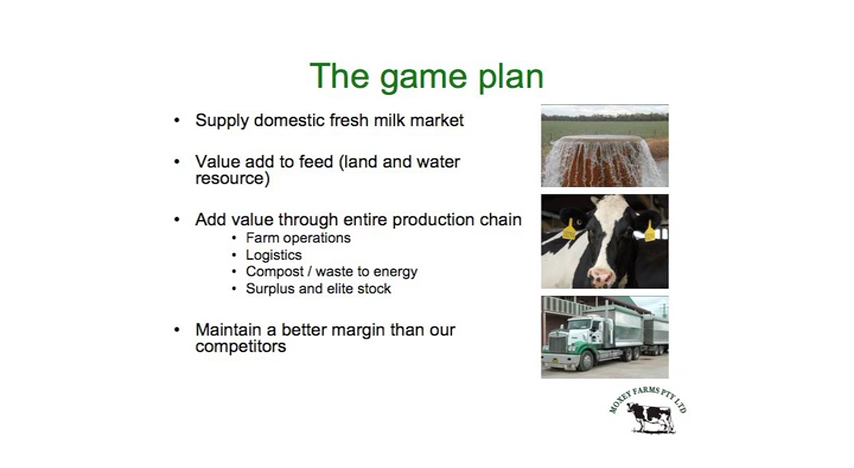 The game plan
• Supply domestic fresh milk market
• Value add to feed (land and water
resource)
• Add value through entire production chain
• Farm operations
• Logistics
• Compost / waste to energy
• Surplus and elite stock
• Maintain a better margin than our
competitors
MOXEY FARMS PTY LTD